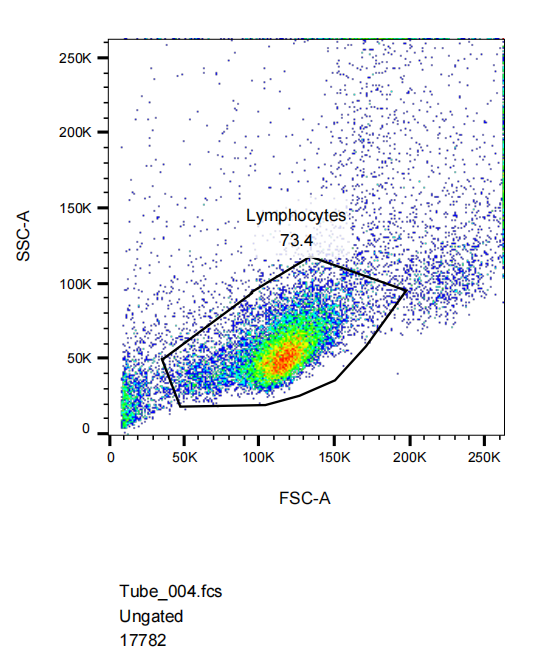 250K
200K
150K
100K
50K
0
SSC-A
Lymphocytes
73.4
0 50K 100K 150K 200K 250K
FSC-A
Tube_004.fcs
Ungated
17782